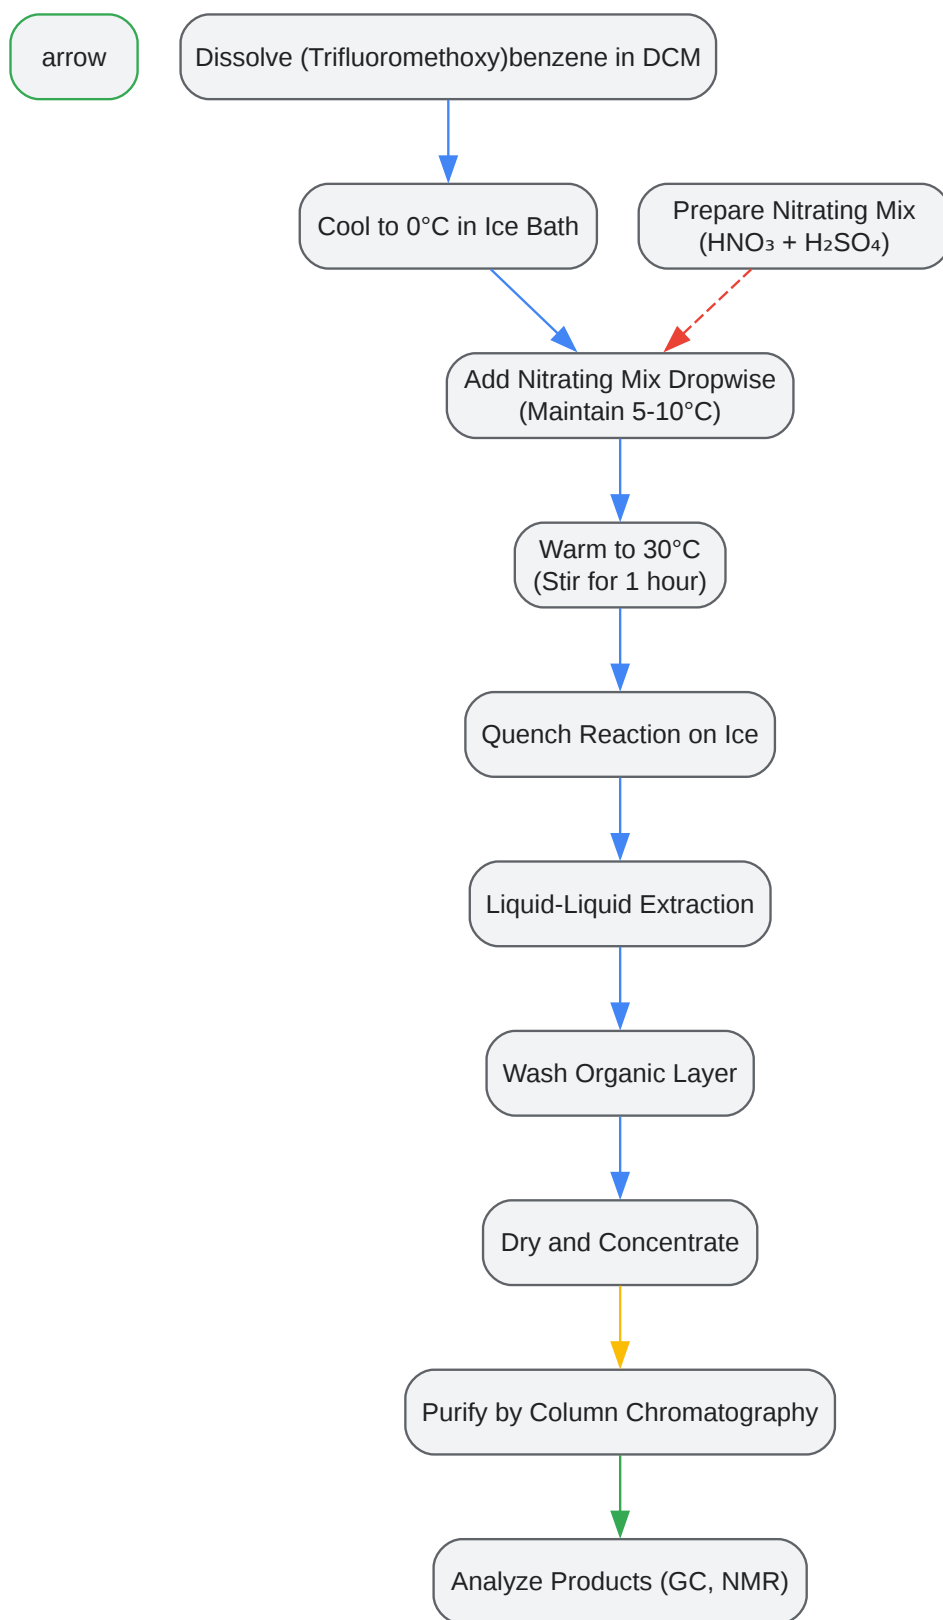 arrow
Dissolve (Trifluoromethoxy)benzene in DCM
Cool to 0°C in Ice Bath
Prepare Nitrating Mix
(HNO₃ + H₂SO₄)
Add Nitrating Mix Dropwise
(Maintain 5-10°C)
Warm to 30°C
(Stir for 1 hour)
Quench Reaction on Ice
Liquid-Liquid Extraction
Wash Organic Layer
Dry and Concentrate
Purify by Column Chromatography
Analyze Products (GC, NMR)